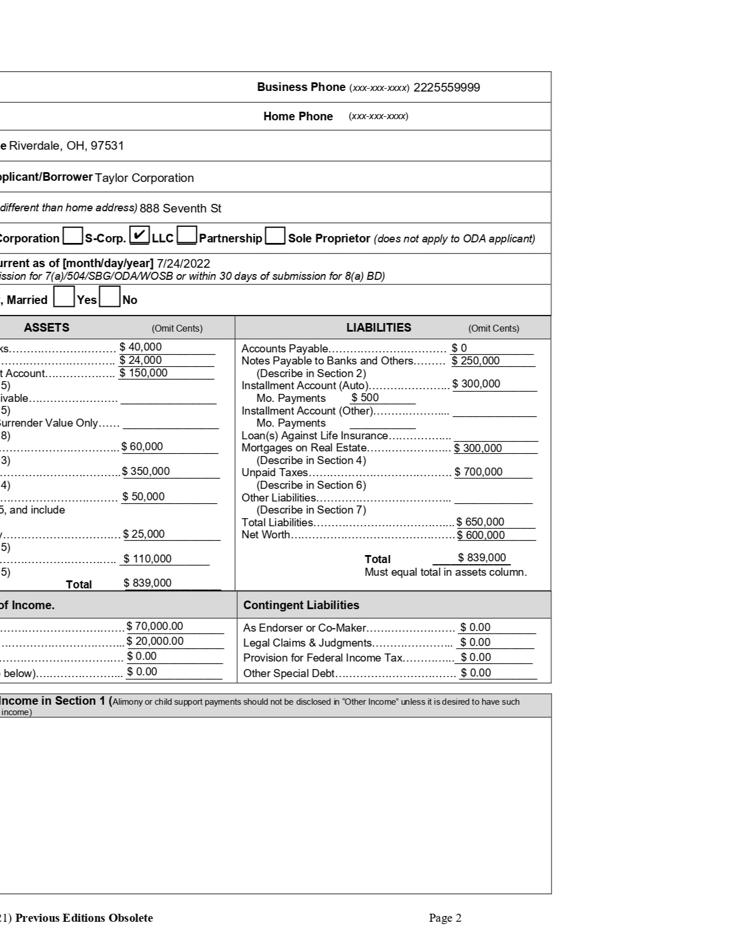 Business Phone (xxx-xxx-xxxx) 2225559999
Home Phone (xxx-xxx-xxxx)
e Riverdale, OH, 97531
pplicant/Borrower Taylor Corporation
different than home address) 888 Seventh St
Corporation S-Corp. ✔ LLC Partnership Sole Proprietor (does not apply to ODA applicant)
urrent as of [month/day/year] 7/24/2022
ission for 7(a)/504/SBG/ODA/WOSB or within 30 days of submission for 8(a) BD)
, Married Yes No
ASSETS (Omit Cents) LIABILITIES (Omit Cents)
ks.................................... $ 40,000 Accounts Payable........................................ $ 0
....................................... $ 24,000 Notes Payable to Banks and Others......... $ 250,000
t Account.................. $ 150,000 (Describe in Section 2)
5) Installment Account (Auto)........................... $ 300,000
ivable.............................. Mo. Payments $ 500
5) Installment Account (Other).........................
Surrender Value Only...... Mo. Payments
8) Loan(s) Against Life Insurance.....................
....................................... $ 60,000 Mortgages on Real Estate............................ $ 300,000
3) (Describe in Section 4)
....................................... $ 350,000 Unpaid Taxes............................................. $ 700,000
4) (Describe in Section 6)
....................................... $ 50,000 Other Liabilities.............................................
5, and include (Describe in Section 7)
Total Liabilities............................................... $ 650,000
y..................................... $ 25,000 Net Worth...................................................... $ 600,000
5)
....................................... $ 110,000 Total $ 839,000
5) Must equal total in assets column.
Total $ 839,000
of Income. Contingent Liabilities
....................................... $ 70,000.00 As Endorser or Co-Maker.............................. $ 0.00
....................................... $ 20,000.00 Legal Claims & Judgments........................... $ 0.00
....................................... $ 0.00 Provision for Federal Income Tax................. $ 0.00
e below)............................ $ 0.00 Other Special Debt........................................ $ 0.00
Income in Section 1 (Alimony or child support payments should not be disclosed in "Other Income" unless it is desired to have such
income)
21) Previous Editions Obsolete Page 2